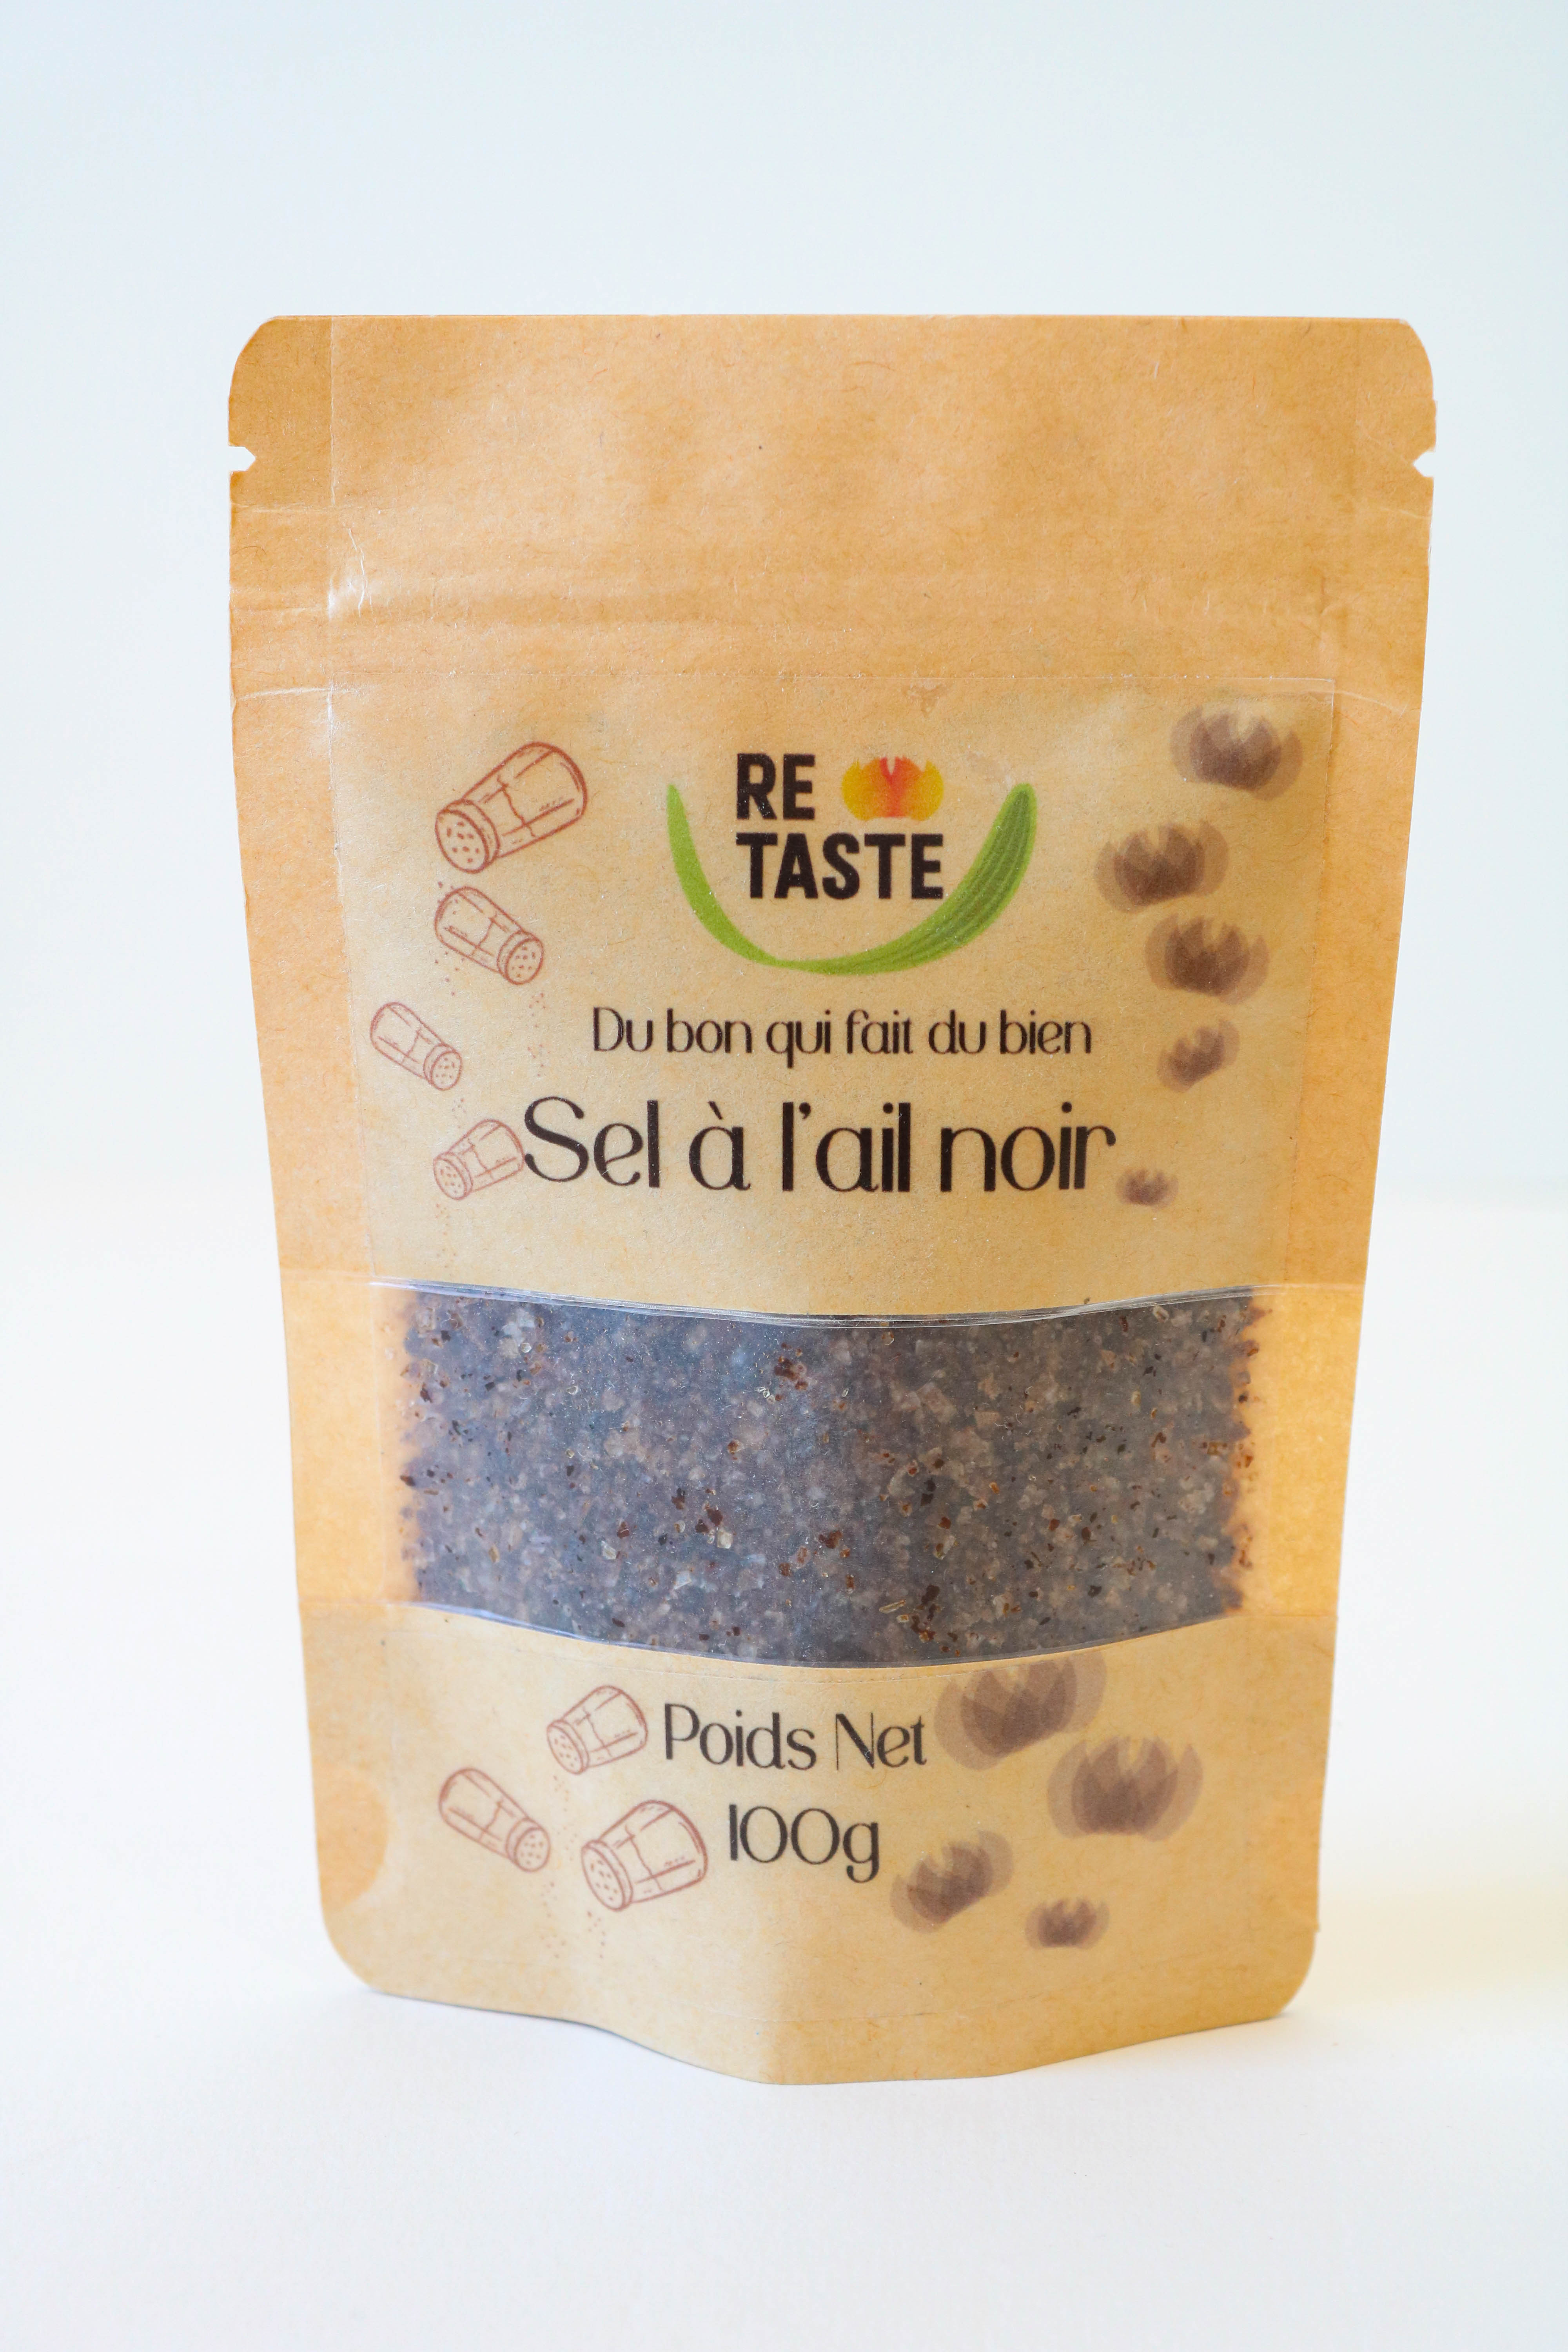 RE
TASTE
Du bon qui fait du bien
Sel à l'ail noir
Poids Net
100g